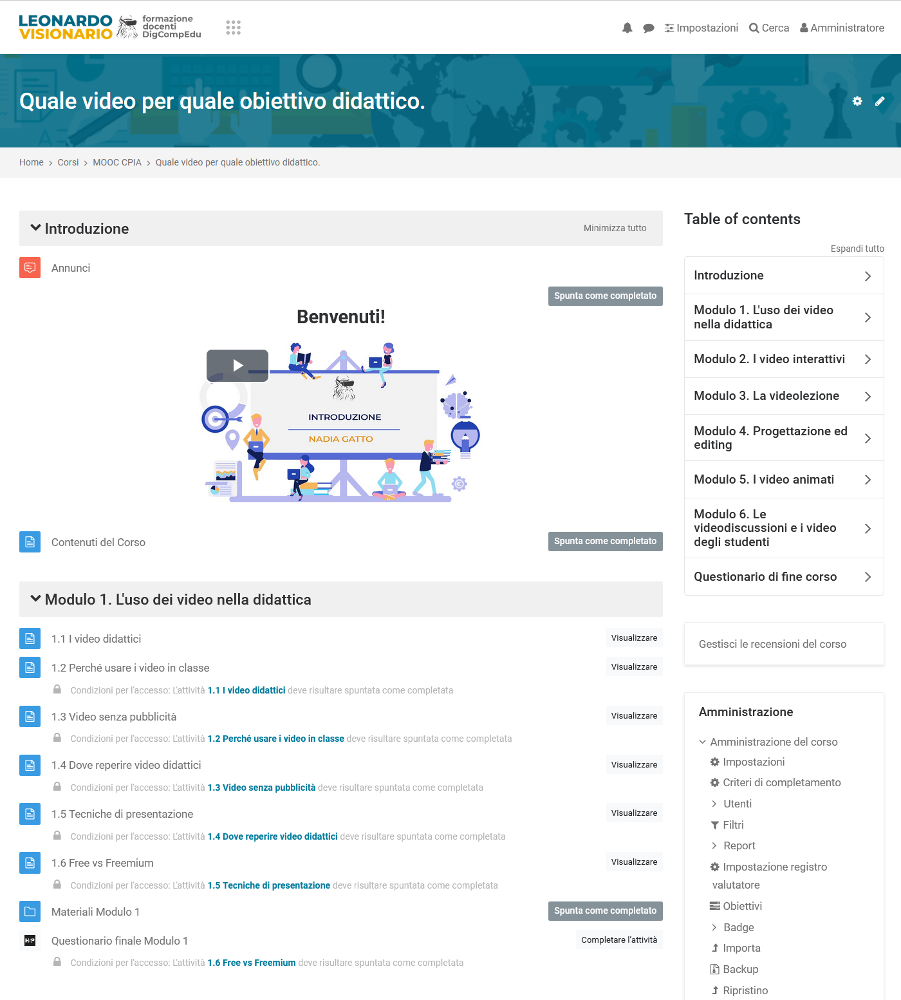 LEONARDO
VISIONARIO
formazione
docenti
DigCompEdu
Impostazioni
Cerca
Amministratore
Quale video per quale obiettivo didattico.
Home > Corsi > MOOC CPIA > Quale video per quale obiettivo didattico.
Introduzione
Minimizza tutto
Annunci
Spunta come completato
Benvenuti!
INTRODUZIONE
NADIA GATTO
Contenuti del Corso
Spunta come completato
Modulo 1. L'uso dei video nella didattica
1.1 I video didattici
Visualizzare
1.2 Perché usare i video in classe
Visualizzare
Condizioni per l'accesso: L'attività 1.1 I video didattici deve risultare spuntata come completata
1.3 Video senza pubblicità
Visualizzare
Condizioni per l'accesso: L'attività 1.2 Perché usare i video in classe deve risultare spuntata come completata
1.4 Dove reperire video didattici
Visualizzare
Condizioni per l'accesso: L'attività 1.3 Video senza pubblicità deve risultare spuntata come completata
1.5 Tecniche di presentazione
Visualizzare
Condizioni per l'accesso: L'attività 1.4 Dove reperire video didattici deve risultare spuntata come completata
1.6 Free vs Freemium
Visualizzare
Condizioni per l'accesso: L'attività 1.5 Tecniche di presentazione deve risultare spuntata come completata
Materiali Modulo 1
Spunta come completato
H-P
Questionario finale Modulo 1
Completare l'attività
Condizioni per l'accesso: L'attività 1.6 Free vs Freemium deve risultare spuntata come completata
Table of contents
Espandi tutto
Introduzione
Modulo 1. L'uso dei video
nella didattica
Modulo 2. I video interattivi
Modulo 3. La videolezione
Modulo 4. Progettazione ed
editing
Modulo 5. I video animati
Modulo 6. Le
videodiscussioni e i video
degli studenti
Questionario di fine corso
Gestisci le recensioni del corso
Amministrazione
Amministrazione del corso
Impostazioni
Criteri di completamento
Utenti
Filtri
Report
Impostazione registro
valutatore
Obiettivi
Badge
Importa
Backup
Ripristino